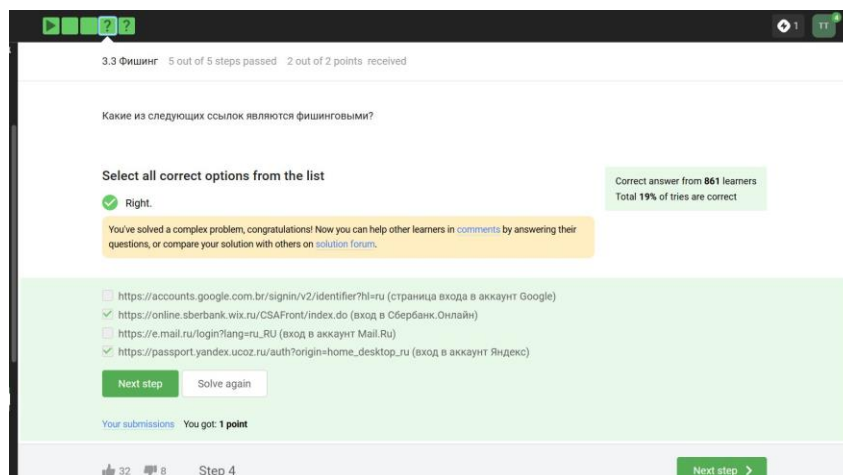 ? ?
1
TT
3.3 Фишинг 5 out of 5 steps passed 2 out of 2 points received
Какие из следующих ссылок являются фишинговыми?
Select all correct options from the list
Correct answer from 861 learners
Total 19% of tries are correct
Right.
You've solved a complex problem, congratulations! Now you can help other learners in comments by answering their
questions, or compare your solution with others on solution forum.
https://accounts.google.com.br/signin/v2/identifier?hl=ru (страница входа в аккаунт Google)
https://online.sberbank.wix.ru/CSAFront/index.do (вход в Сбербанк.Онлайн)
https://e.mail.ru/login?lang=ru_RU (вход в аккаунт Mail.Ru)
https://passport.yandex.ucoz.ru/auth?origin=home_desktop_ru (вход в аккаунт Яндекс)
Next step Solve again
Your submissions You got: 1 point
32 8 Step 4 Next step